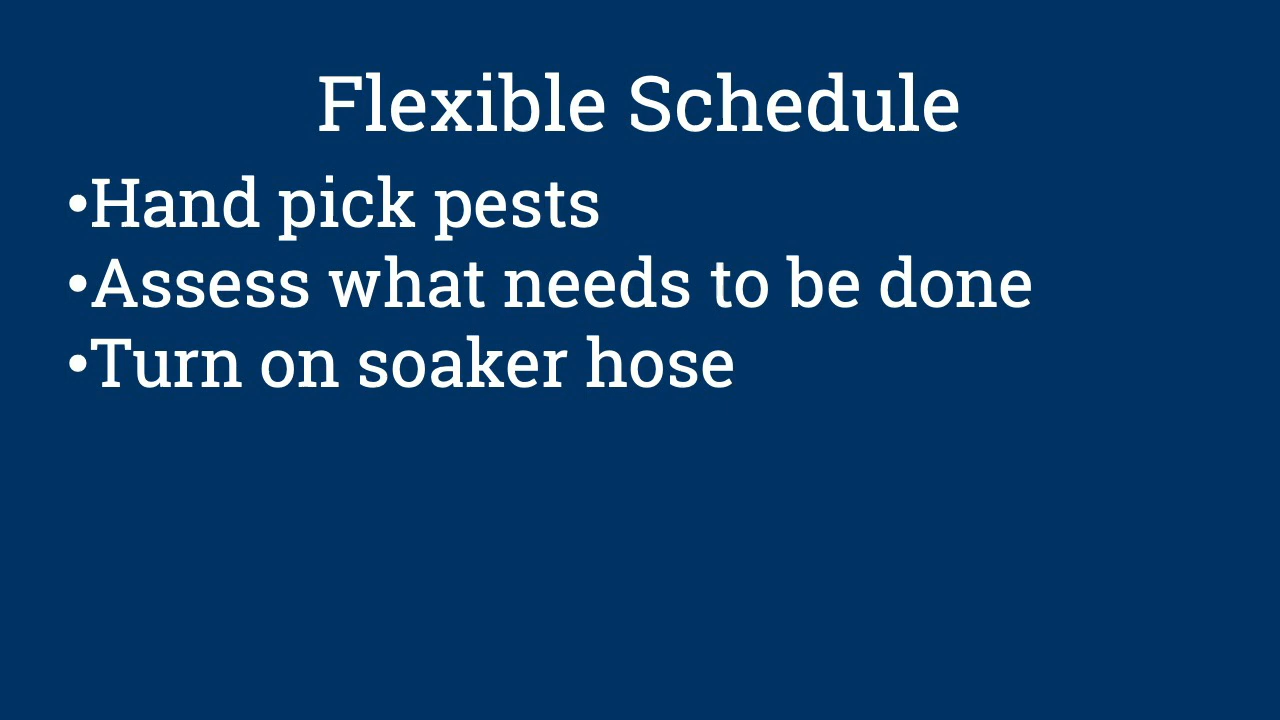 Flexible Schedule
•Hand pick pests
•Assess what needs to be done
•Turn on soaker hose